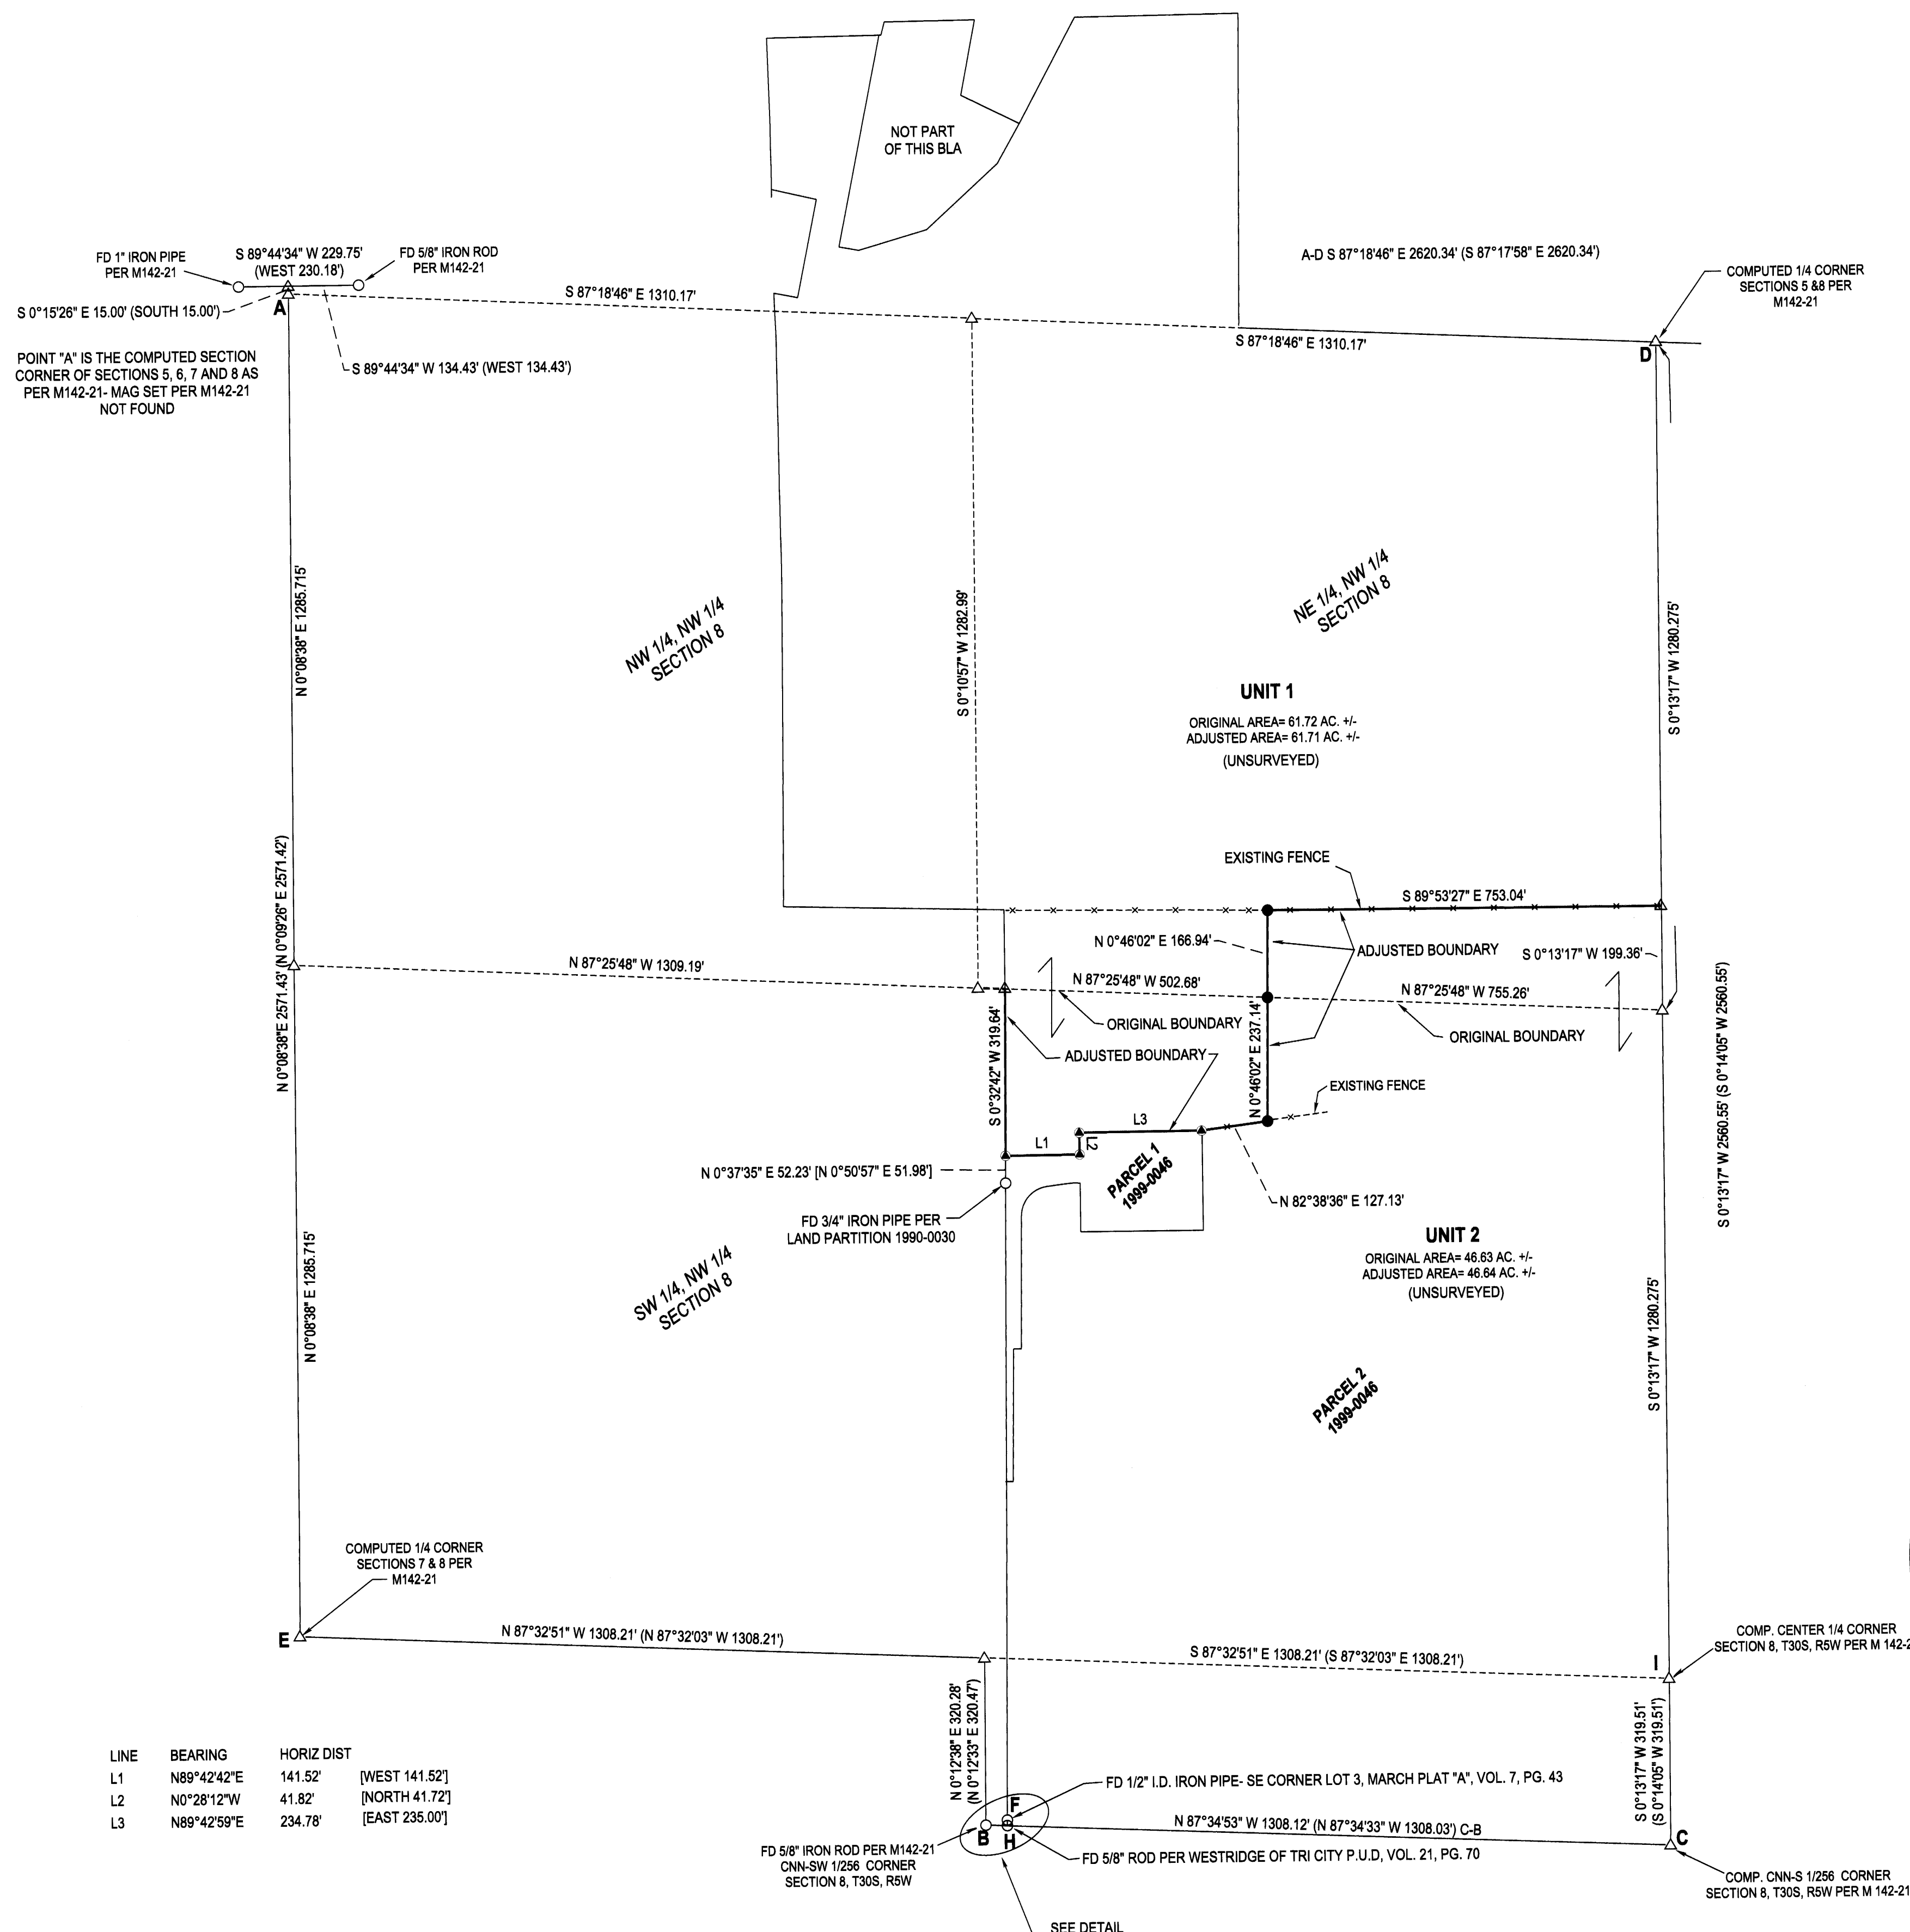 NOT PART
OF THIS BLA
FD 1" IRON PIPE
PER M142-21
S 89°44'34" W 229.75'
(WEST 230.18')
FD 5/8" IRON ROD
PER M142-21
A-D S 87°18'46" E 2620.34' (S 87°17'58" E 2620.34')
COMPUTED 1/4 CORNER
SECTIONS 5 &8 PER
M142-21
S 0°15'26" E 15.00' (SOUTH 15.00')
A
S 87°18'46" E 1310.17'
S 87°18'46" E 1310.17'
D
POINT "A" IS THE COMPUTED SECTION
CORNER OF SECTIONS 5, 6, 7 AND 8 AS
PER M142-21- MAG SET PER M142-21
NOT FOUND
S 89°44'34" W 134.43' (WEST 134.43')
N 0°08'38" E 1285.715'
NW 1/4, NW 1/4
SECTION 8
S 0°10'57" W 1282.99'
NE 1/4, NW 1/4
SECTION 8
S 0°13'17" W 1280.275'
UNIT 1
ORIGINAL AREA= 61.72 AC. +/-
ADJUSTED AREA= 61.71 AC. +/-
(UNSURVEYED)
EXISTING FENCE
S 89°53'27" E 753.04'
N 0°08'38"E 2571.43' (N 0°09'26" E 2571.42')
N 87°25'48" W 1309.19'
N 0°46'02" E 166.94'
ADJUSTED BOUNDARY
S 0°13'17" W 199.36'
N 87°25'48" W 502.68'
N 87°25'48" W 755.26'
ORIGINAL BOUNDARY
ORIGINAL BOUNDARY
S 0°32'42" W 319.64'
ADJUSTED BOUNDARY
N 0°46'02" E 237.14'
EXISTING FENCE
S 0°13'17" W 2560.55' (S 0°14'05" W 2560.55')
L1
L2
L3
N 0°37'35" E 52.23' [N 0°50'57" E 51.98']
PARCEL 1
1999-0046
N 82°38'36" E 127.13'
FD 3/4" IRON PIPE PER
LAND PARTITION 1990-0030
UNIT 2
ORIGINAL AREA= 46.63 AC. +/-
ADJUSTED AREA= 46.64 AC. +/-
(UNSURVEYED)
N 0°08'38" E 1285.715'
SW 1/4, NW 1/4
SECTION 8
S 0°13'17" W 1280.275'
PARCEL 2
1999-0046
COMPUTED 1/4 CORNER
SECTIONS 7 & 8 PER
M142-21
E
N 87°32'51" W 1308.21' (N 87°32'03" W 1308.21')
S 87°32'51" E 1308.21' (S 87°32'03" E 1308.21')
I
COMP. CENTER 1/4 CORNER
SECTION 8, T30S, R5W PER M 142-2
N 0°12'38" E 320.28'
(N 0°12'33" E 320.47')
S 0°13'17" W 319.51'
(S 0°14'05" W 319.51')
LINE BEARING HORIZ DIST
L1 N89°42'42"E 141.52' [WEST 141.52']
L2 N0°28'12"W 41.82' [NORTH 41.72']
L3 N89°42'59"E 234.78' [EAST 235.00']
FD 1/2" I.D. IRON PIPE- SE CORNER LOT 3, MARCH PLAT "A", VOL. 7, PG. 43
F
B
H
N 87°34'53" W 1308.12' (N 87°34'33" W 1308.03') C-B
C
FD 5/8" IRON ROD PER M142-21
CNN-SW 1/256 CORNER
SECTION 8, T30S, R5W
FD 5/8" ROD PER WESTRIDGE OF TRI CITY P.U.D, VOL. 21, PG. 70
COMP. CNN-S 1/256 CORNER
SECTION 8, T30S, R5W PER M 142-21
SEE DETAIL